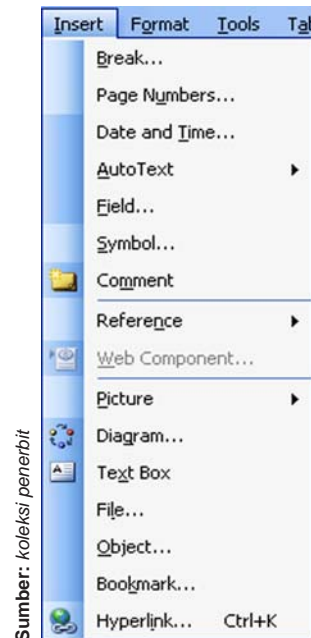 Insert Format Tools Ta
Break...
Page Numbers...
Date and Time...
AutoText
Field...
Symbol...
Comment
Reference
Web Component...
Picture
Diagram...
Text Box
File...
Object...
Bookmark...
Hyperlink... Ctrl+K
Sumber: koleksi penerbit